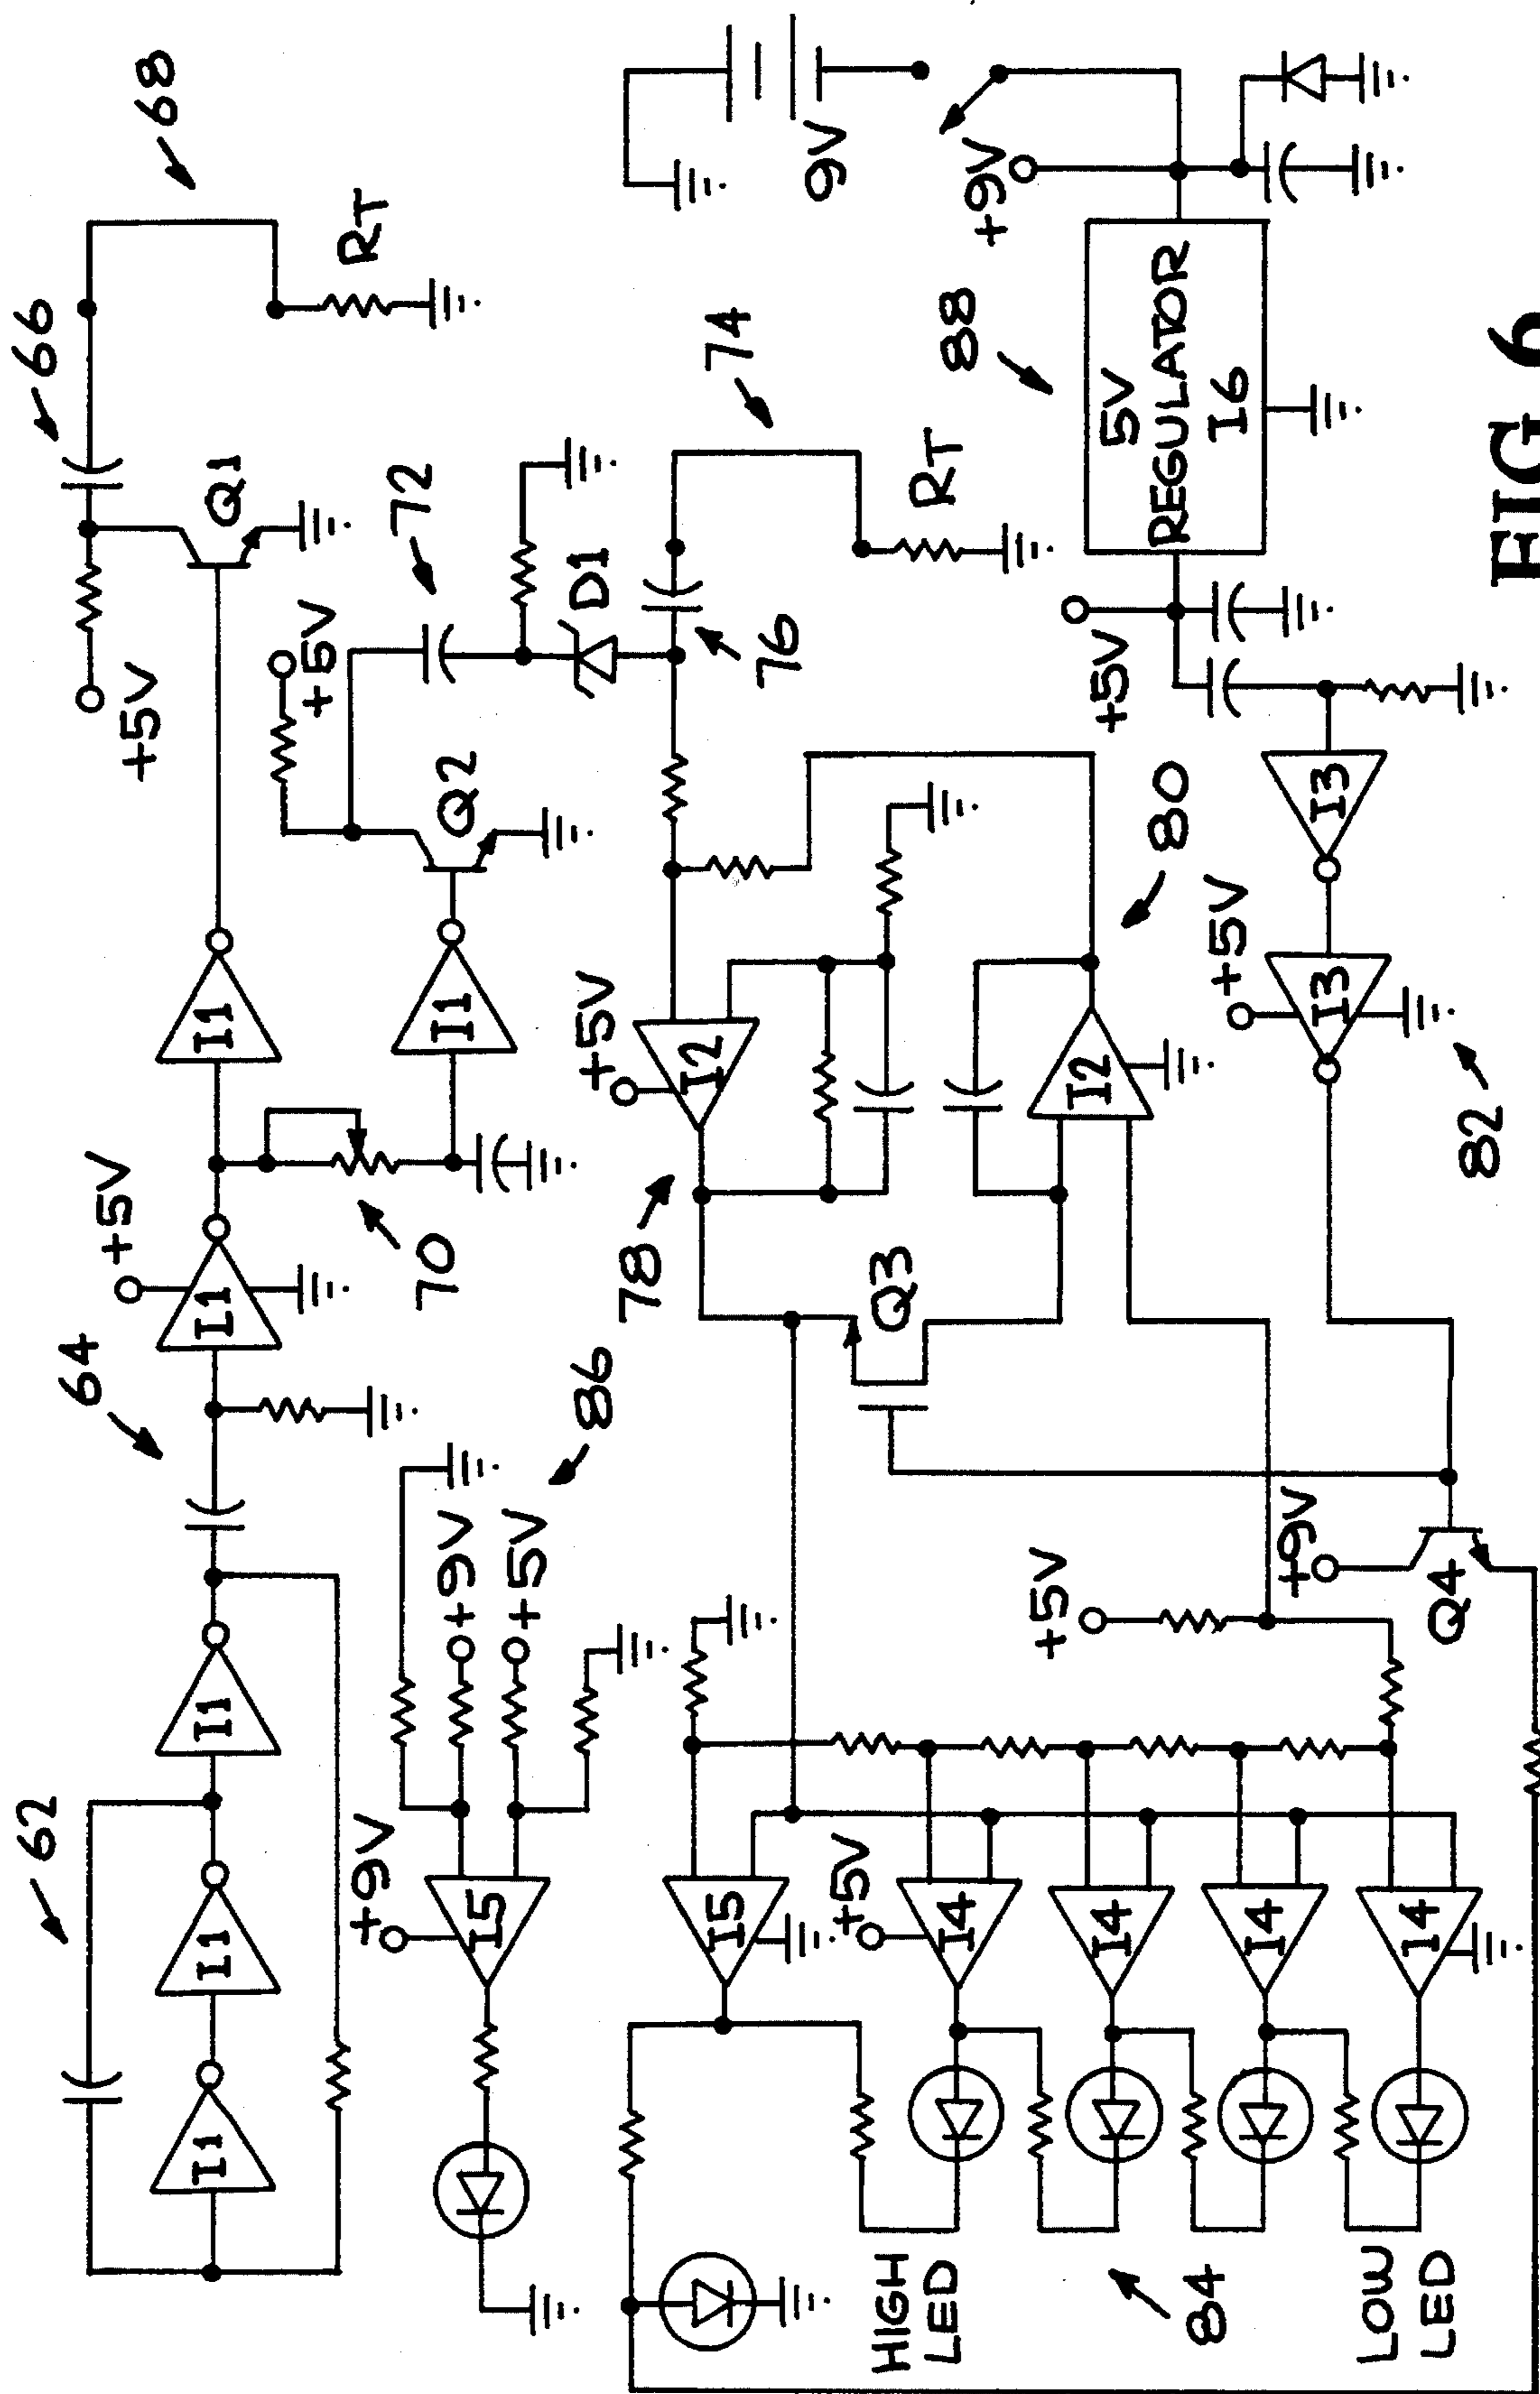 62
64
66
68
I1
I1
I1
I1
+5V
I1
I1
70
+5V
Q1
RT
+5V
Q2
72
D1
+9V
I5
+9V
+5V
86
78
+5V
I2
76
74
RT
9V
HIGH
LED
I5
+5V
I4
I4
I4
I4
84
LOW
LED
Q3
I2
80
+5V
+9V
Q4
82
+5V
I3
I3
+5V
88
5V
REGULATOR
I6
+9V
FIG 6